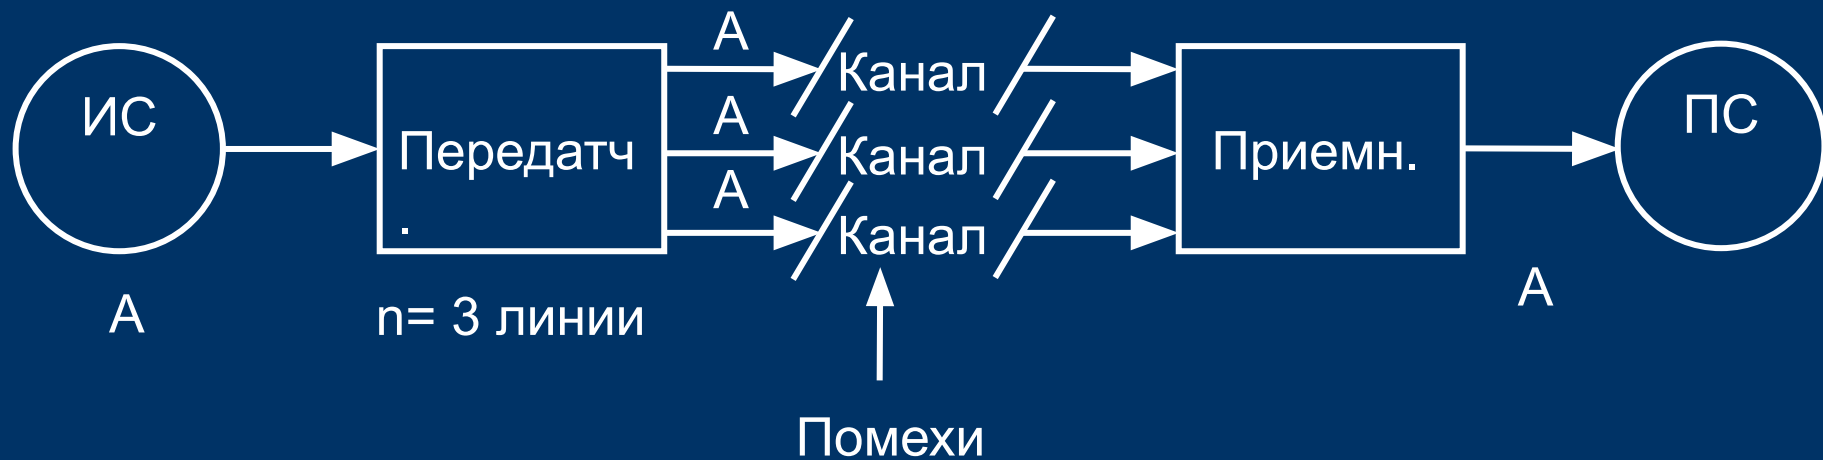 ИС
Передатч
.
А
А
А
Канал
Канал
Канал
Приемн.
ПС
А
n= 3 линии
А
Помехи